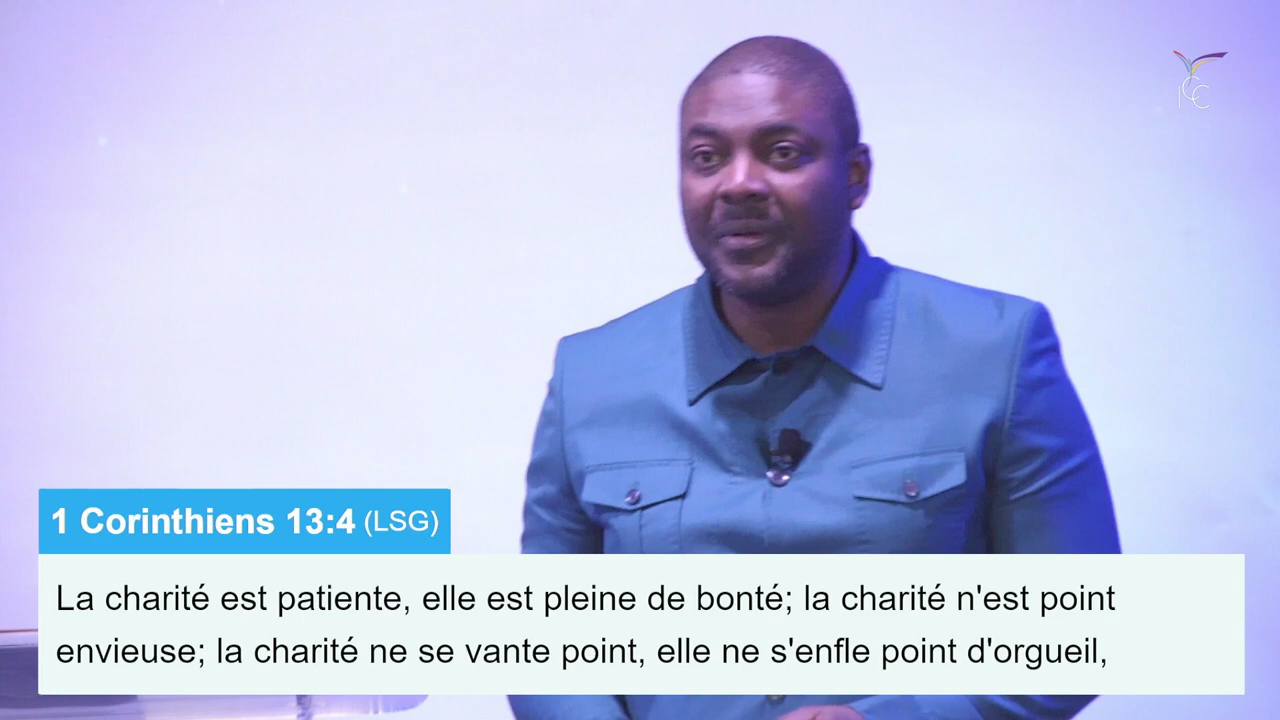 ICC
1 Corinthiens 13:4 (LSG)
La charité est patiente, elle est pleine de bonté; la charité n'est point
envieuse; la charité ne se vante point, elle ne s'enfle point d'orgueil,